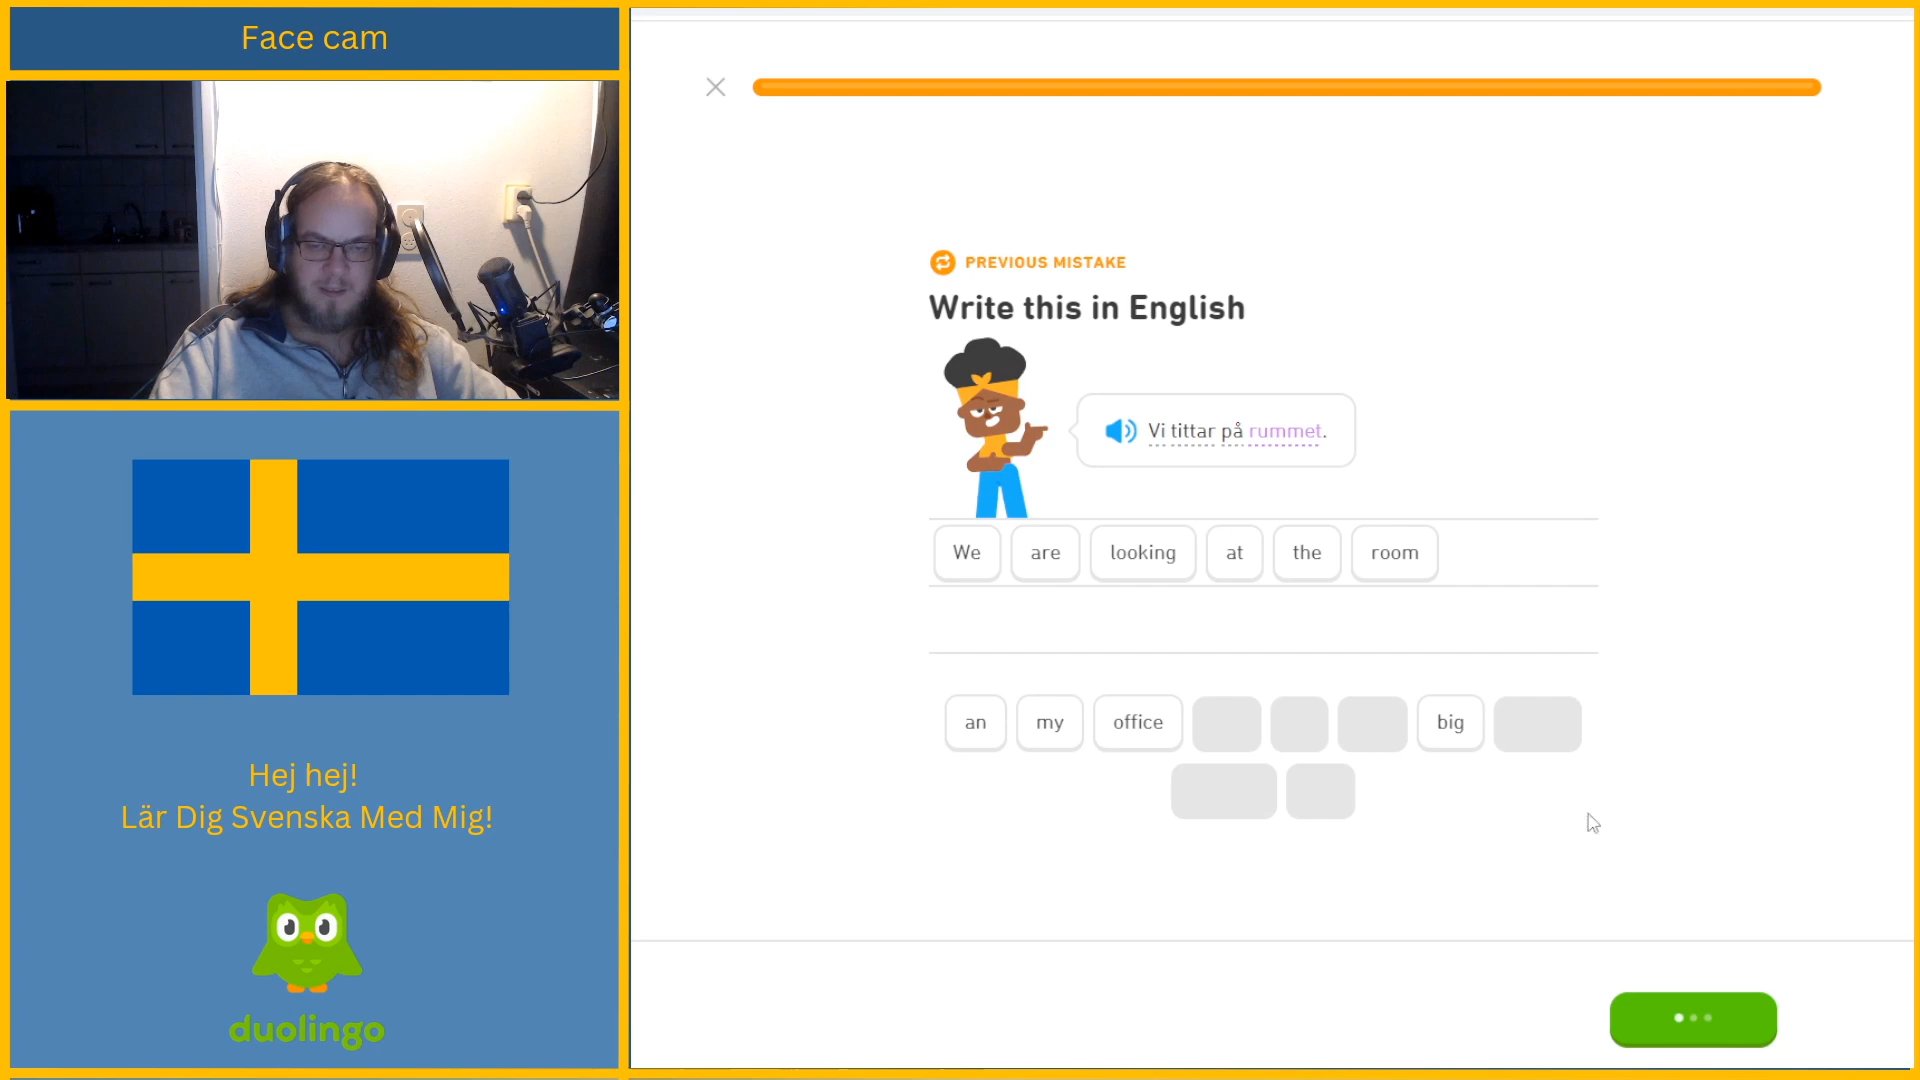 Face cam
PREVIOUS MISTAKE
Write this in English
Vi tittar på rummet.
We are looking at the room
an my office big
Hej hej!
Lär Dig Svenska Med Mig!
duolingo